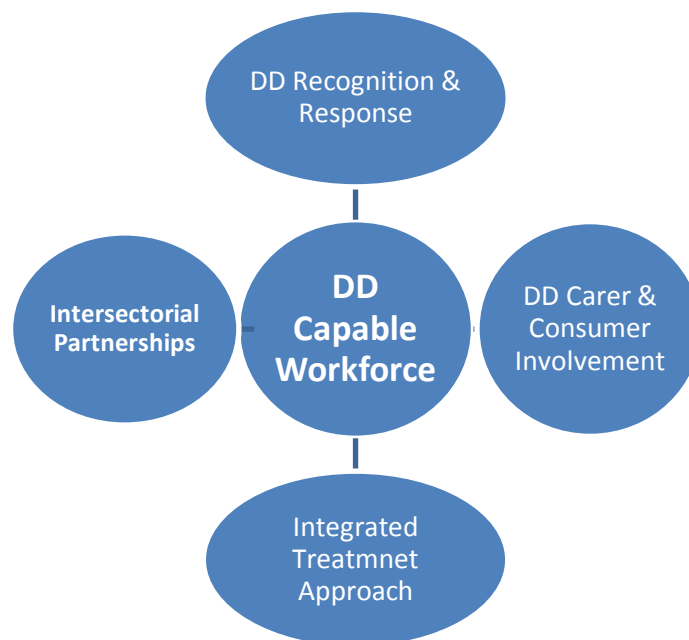 DD Recognition &
Response
Intersectorial
Partnerships
DD
Capable
Workforce
DD Carer &
Consumer
Involvement
Integrated
Treatmnet
Approach